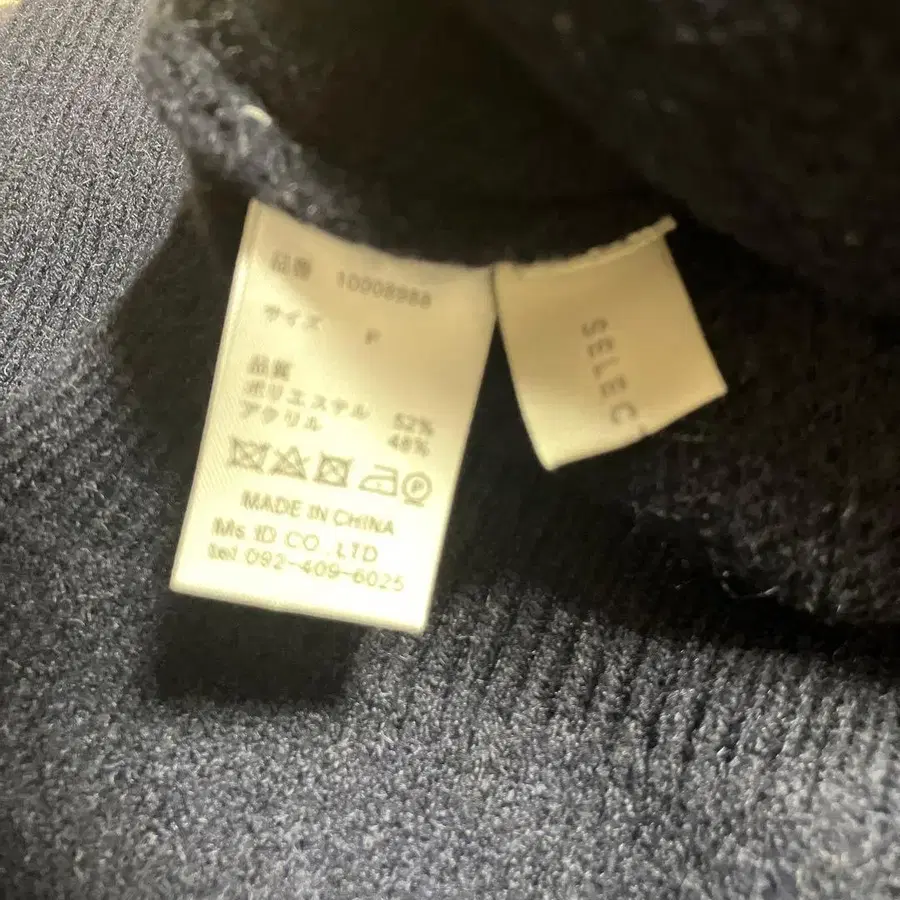 品番 10008988
サイズ F
品質
ポリエステル 52%
アクリル 48%
MADE IN CHINA
Ms ID CO .LTD
tel 092-409-6025
SELEC